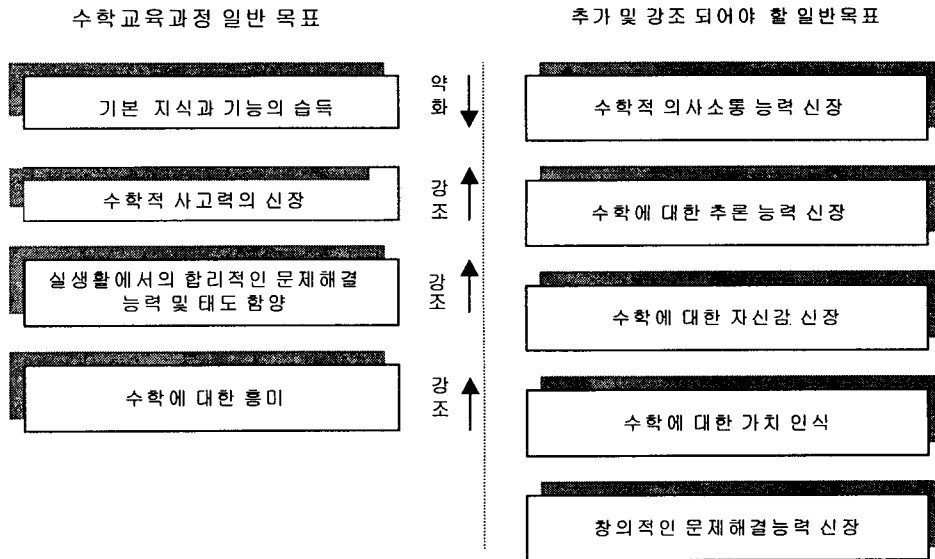 수학교육과정 일반 목표
기본 지식과 기능의 습득
약화
수학적 사고력의 신장
강조
실생활에서의 합리적인 문제해결
능력 및 태도 함양
강조
수학에 대한 흥미
강조
추가 및 강조 되어야 할 일반목표
수학적 의사소통 능력 신장
수학에 대한 추론 능력 신장
수학에 대한 자신감 신장
수학에 대한 가치 인식
창의적인 문제해결능력 신장